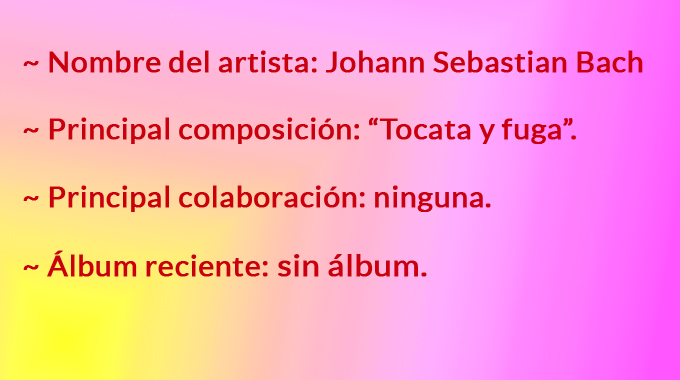 ~ Nombre del artista: Johann Sebastian Bach
~ Principal composición: “Tocata y fuga”.
~ Principal colaboración: ninguna.
~ Álbum reciente: sin álbum.